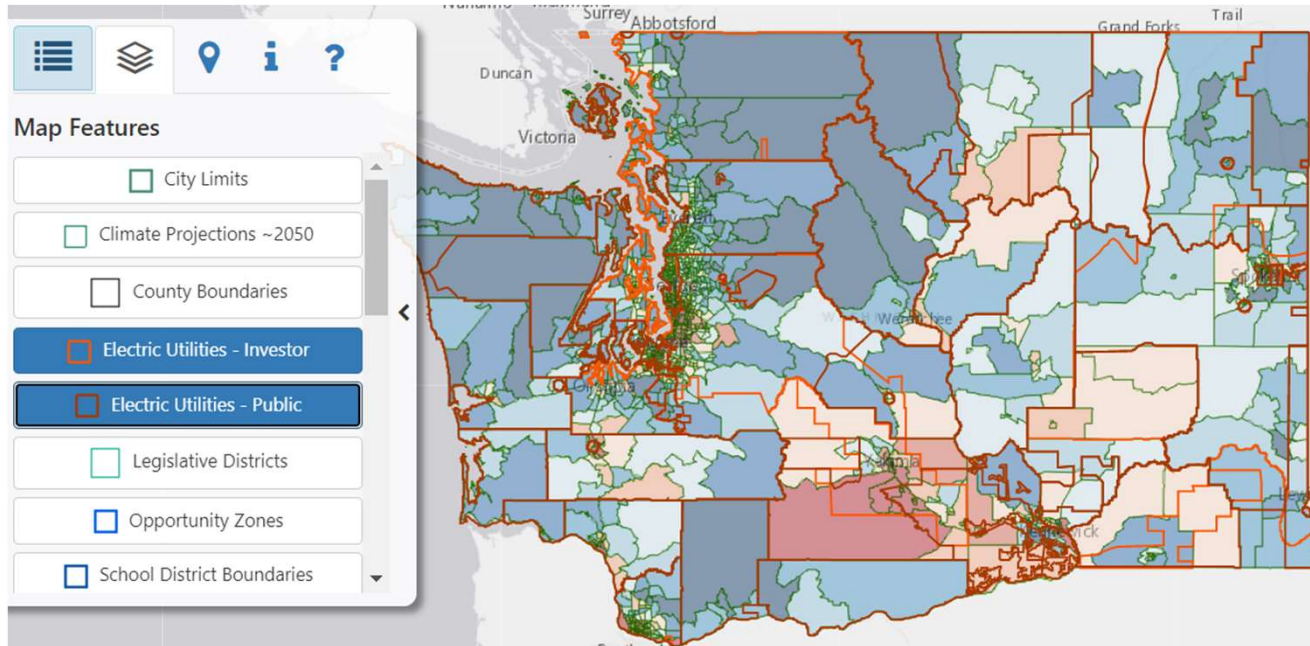 Surrey
Abbotsford
Grand Forks
Trail
Duncan
Victoria
?
Map Features
City Limits
Climate Projections ~2050
County Boundaries
Electric Utilities - Investor
Electric Utilities - Public
Legislative Districts
Opportunity Zones
School District Boundaries
Everett
Wenatchee
Olympia
Yakima
Kennewick